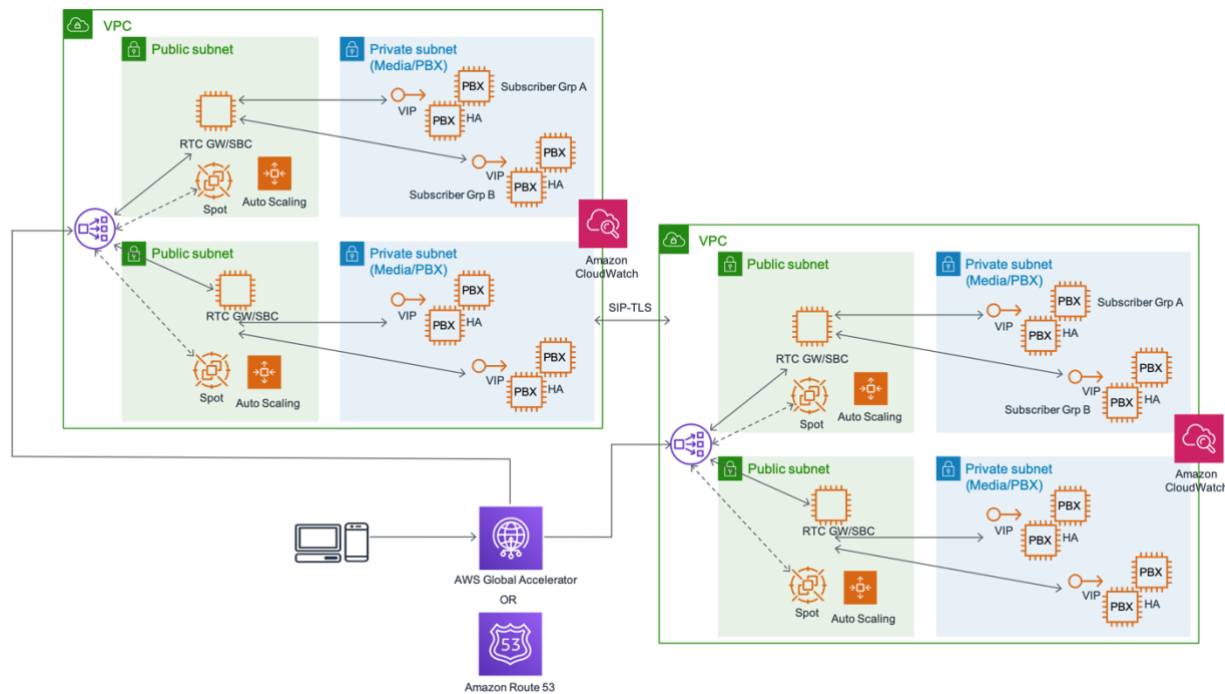 VPC
Public subnet
Private subnet
(Media/PBX)
PBX
Subscriber Grp A
VIP
PBX
HA
RTC GW/SBC
PBX
VIP
PBX
HA
Subscriber Grp B
Spot
Auto Scaling
Public subnet
Private subnet
(Media/PBX)
Amazon
CloudWatch
PBX
VIP
PBX
HA
RTC GW/SBC
PBX
VIP
PBX
HA
Spot
Auto Scaling
SIP-TLS
VPC
Public subnet
Private subnet
(Media/PBX)
PBX
Subscriber Grp A
VIP
PBX
HA
RTC GW/SBC
PBX
VIP
PBX
HA
Subscriber Grp B
Spot
Auto Scaling
Public subnet
Private subnet
(Media/PBX)
Amazon
CloudWatch
PBX
VIP
PBX
HA
RTC GW/SBC
PBX
VIP
PBX
HA
Spot
Auto Scaling
AWS Global Accelerator
OR
53
Amazon Route 53